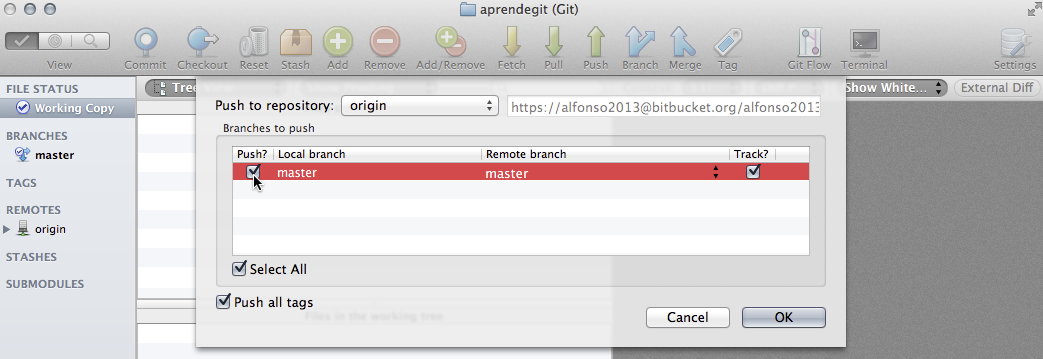 aprendegit (Git)
View Commit Checkout Reset Stash Add Remove Add/Remove Fetch Pull Push Branch Merge Tag Git Flow Terminal Settings
FILE STATUS
Working Copy
BRANCHES
master
TAGS
REMOTES
origin
STASHES
SUBMODULES
Show White... External Diff
Push to repository: origin https://alfonso2013@bitbucket.org/alfonso2013
Branches to push
Push? Local branch Remote branch Track?
master master
Select All
Push all tags
Files in the working tree
Cancel OK